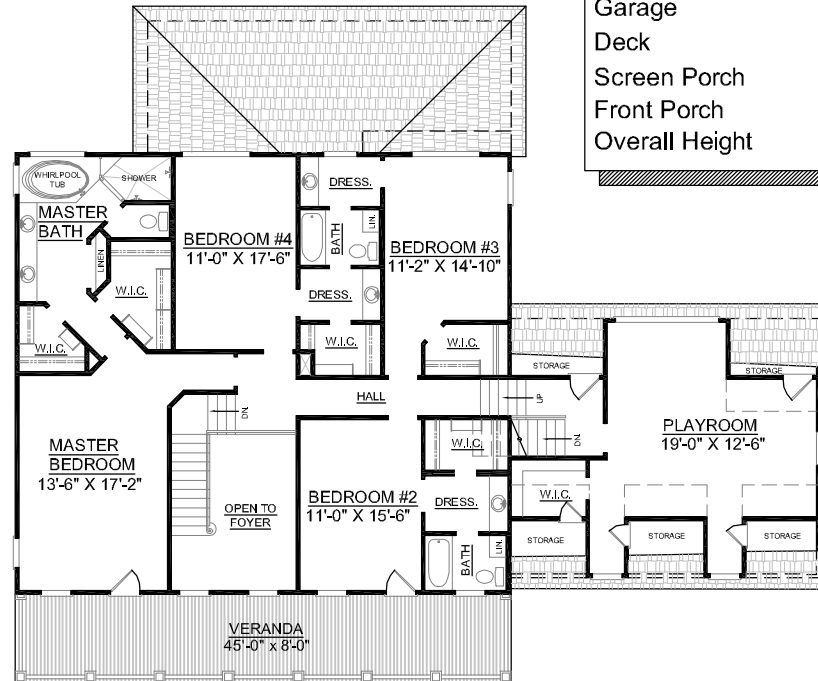 Garage
Deck
Screen Porch
Front Porch
Overall Height
WHIRLPOOL
TUB
SHOWER
DRESS.
MASTER
BATH
LINEN
W.I.C.
W.I.C.
BEDROOM #4
11'-0" X 17'-6"
BATH
LIN.
DRESS.
W.I.C.
BEDROOM #3
11'-2" X 14'-10"
W.I.C.
HALL
DN.
UP
DN.
STORAGE
STORAGE
PLAYROOM
19'-0" X 12'-6"
MASTER
BEDROOM
13'-6" X 17'-2"
OPEN TO
FOYER
BEDROOM #2
11'-0" X 15'-6"
W.I.C.
DRESS.
BATH
LIN.
W.I.C.
STORAGE
STORAGE
STORAGE
VERANDA
45'-0" x 8'-0"